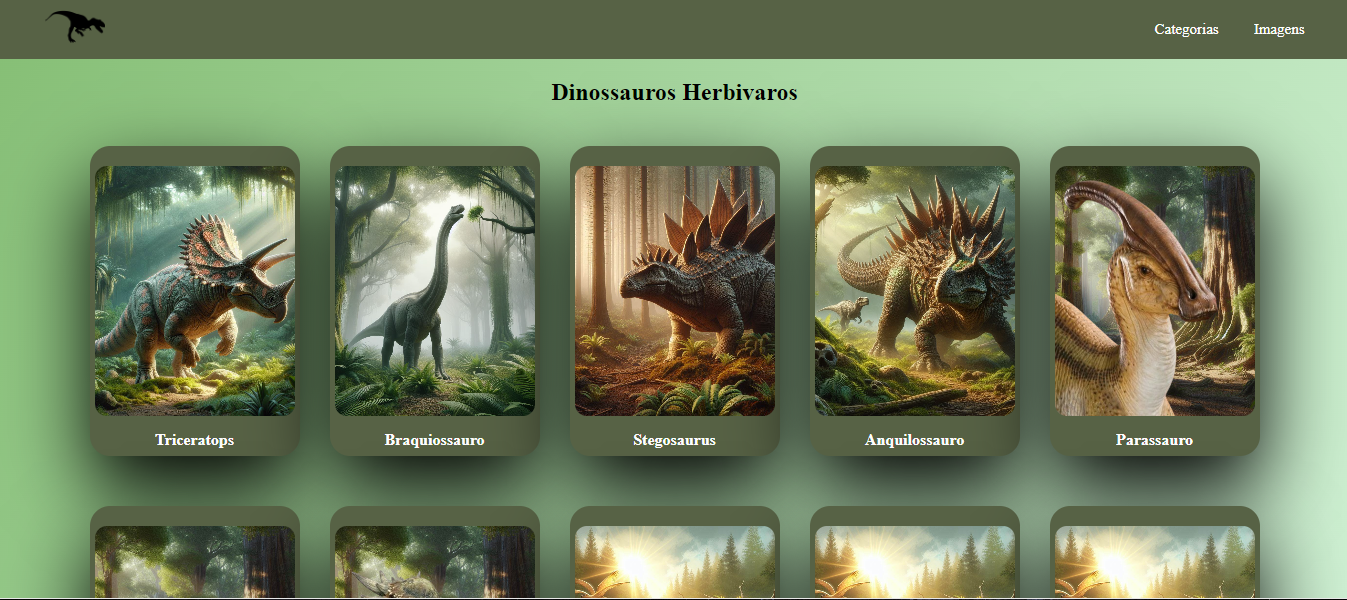 Categorias
Imagens
Dinossauros Herbivaros
Triceratops
Braquiossauro
Stegosaurus
Anquilossauro
Parassauro